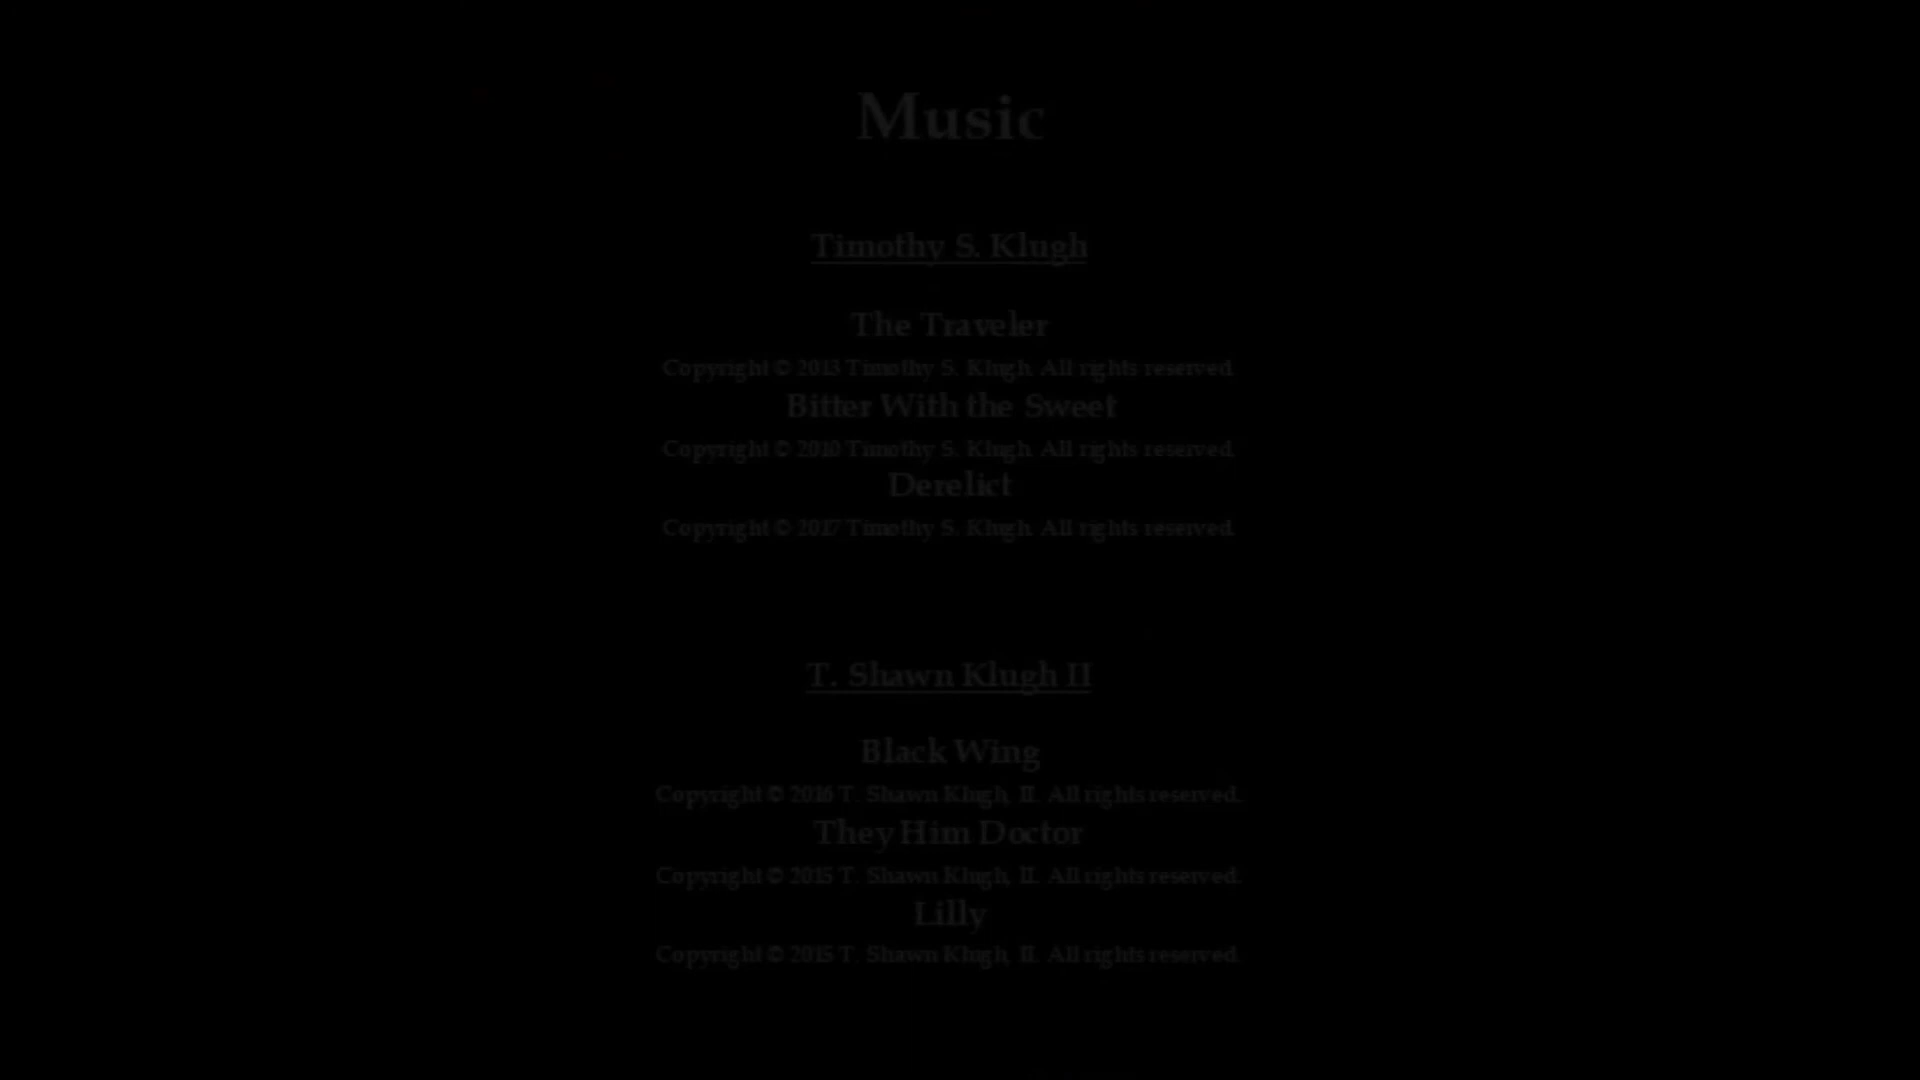 Music
Timothy S. Klugh
The Traveler
Copyright © 2013 Timothy S. Klugh. All rights reserved.
Bitter With the Sweet
Copyright © 2010 Timothy S. Klugh. All rights reserved.
Derelict
Copyright © 2017 Timothy S. Klugh. All rights reserved.
T. Shawn Klugh II
Black Wing
Copyright © 2016 T. Shawn Klugh, II. All rights reserved.
They Him Doctor
Copyright © 2015 T. Shawn Klugh, II. All rights reserved.
Lilly
Copyright © 2015 T. Shawn Klugh, II. All rights reserved.